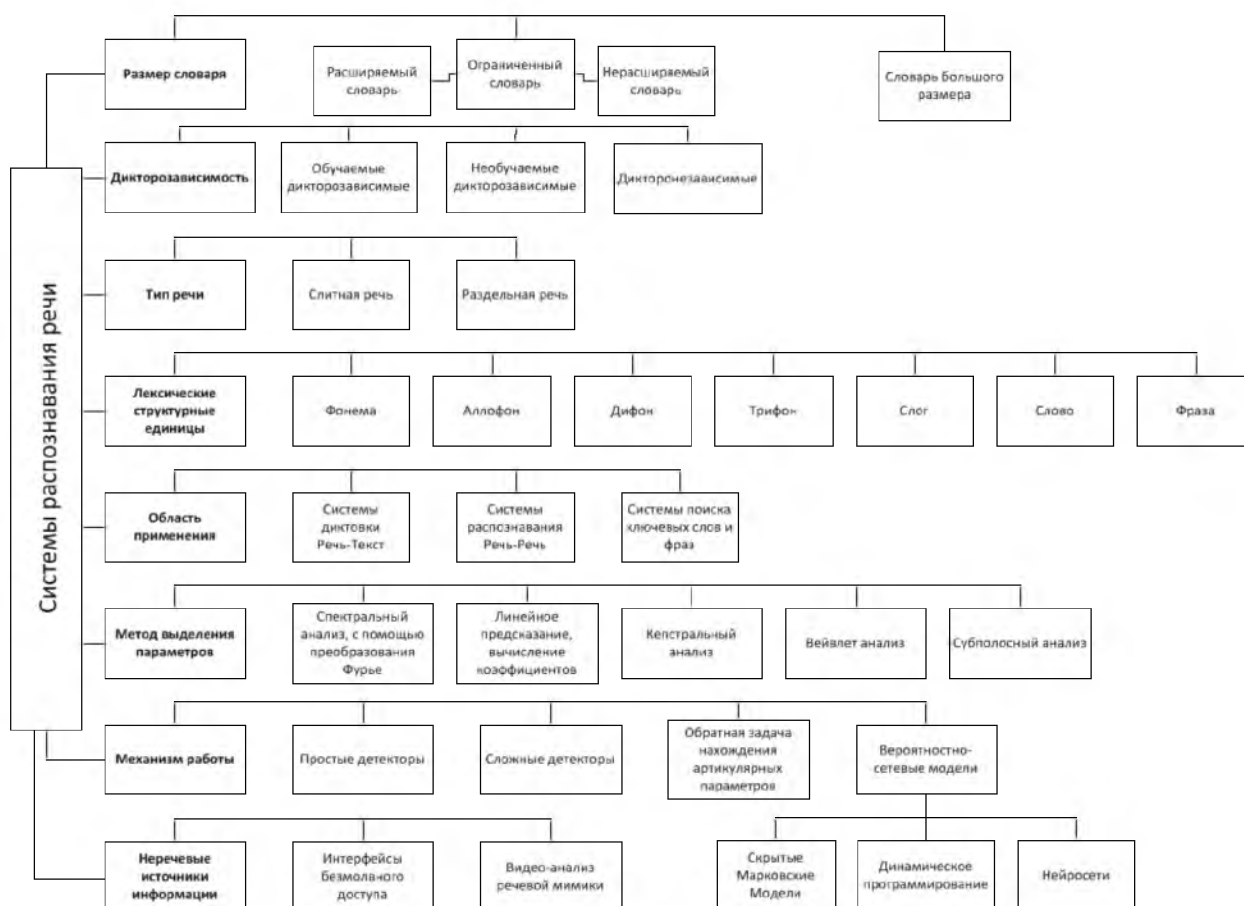 Системы распознавания речи
Размер словаря
Расширяемый
словарь
Ограниченный
словарь
Нерасширяемый
словарь
Словарь большого
размера
Дикторозависимость
Обучаемые
дикторозависимые
Необучаемые
дикторозависимые
Дикторонезависимые
Тип речи
Слитная речь
Раздельная речь
Лексические
структурные
единицы
Фонема
Аллофон
Дифон
Трифон
Слог
Слово
Фраза
Область
применения
Системы
диктовки
Речь-Текст
Системы
распознавания
Речь-Речь
Системы поиска
ключевых слов и
фраз
Метод выделения
параметров
Спектральный
анализ, с помощью
преобразования
Фурье
Линейное
предсказание,
вычисление
коэффициентов
Кепстральный
анализ
Вейвлет анализ
Субполосный анализ
Механизм работы
Простые детекторы
Сложные детекторы
Обратная задача
нахождения
артикулярных
параметров
Вероятностно-
сетевые модели
Неречевые
источники
информации
Интерфейсы
безмолвного
доступа
Видео-анализ
речевой мимики
Скрытые
Марковские
Модели
Динамическое
программирование
Нейросети